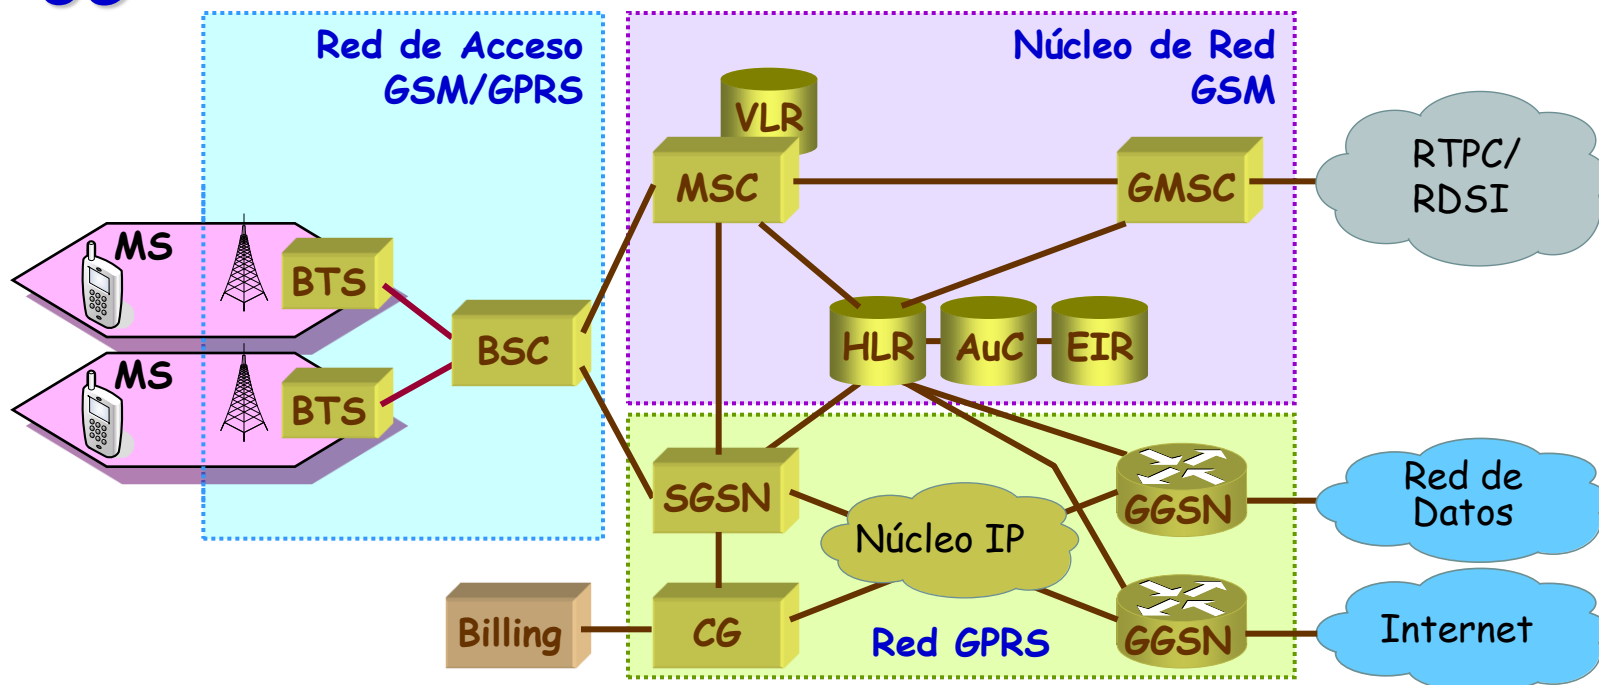 Red de Acceso
GSM/GPRS
Núcleo de Red
GSM
VLR
MSC
GMSC
RTPC/
RDSI
MS
BTS
BSC
HLR
AuC
EIR
MS
BTS
SGSN
Núcleo IP
GGSN
Red de
Datos
Billing
CG
Red GPRS
GGSN
Internet